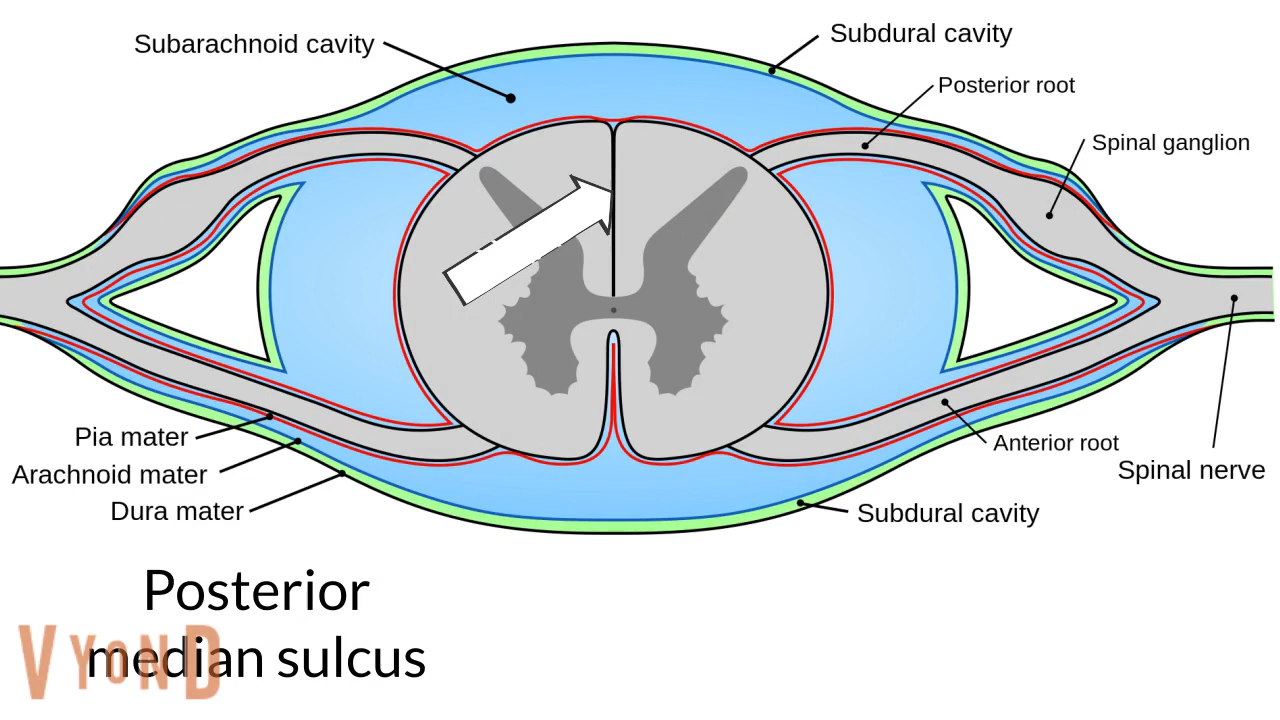 Subarachnoid cavity
Subdural cavity
Posterior root
Spinal ganglion
Pia mater
Arachnoid mater
Dura mater
Anterior root
Spinal nerve
Subdural cavity
Posterior
median sulcus
VYOND